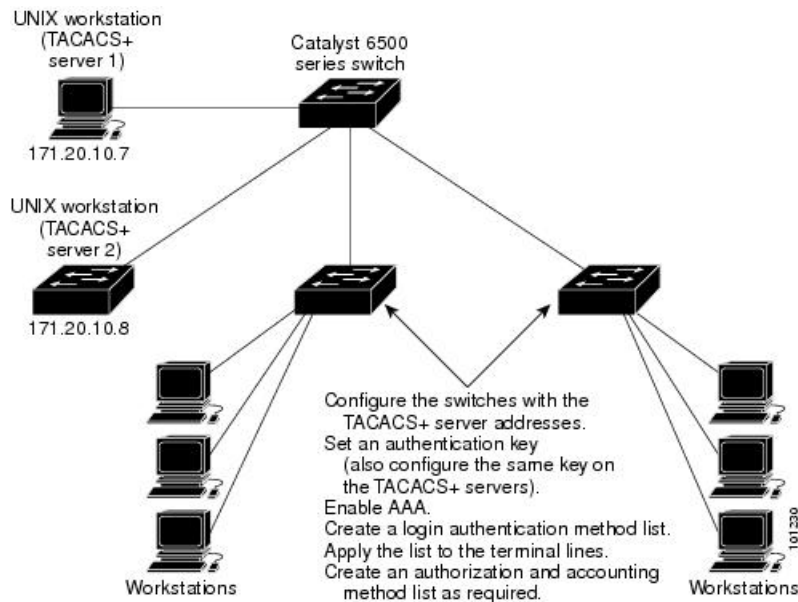 UNIX workstation
(TACACS+
server 1)
Catalyst 6500
series switch
171.20.10.7
UNIX workstation
(TACACS+
server 2)
171.20.10.8
Configure the switches with the
TACACS+ server addresses.
Set an authentication key
(also configure the same key on
the TACACS+ servers).
Enable AAA.
Create a login authentication method list.
Apply the list to the terminal lines.
Create an authorization and accounting
method list as required.
Workstations
Workstations
101230